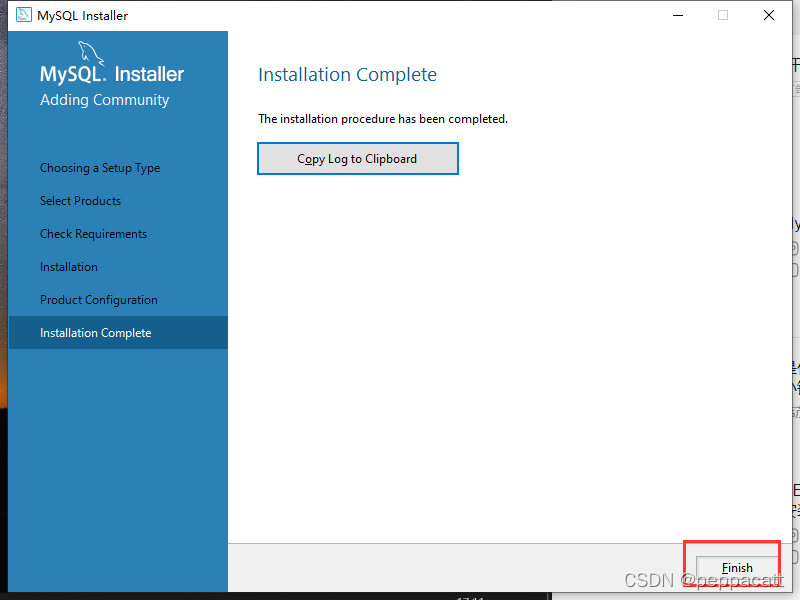 MySQL Installer
MySQL. Installer
Adding Community
Choosing a Setup Type
Select Products
Check Requirements
Installation
Product Configuration
Installation Complete
Installation Complete
The installation procedure has been completed.
Copy Log to Clipboard
Finish
CSDN @peppacatt